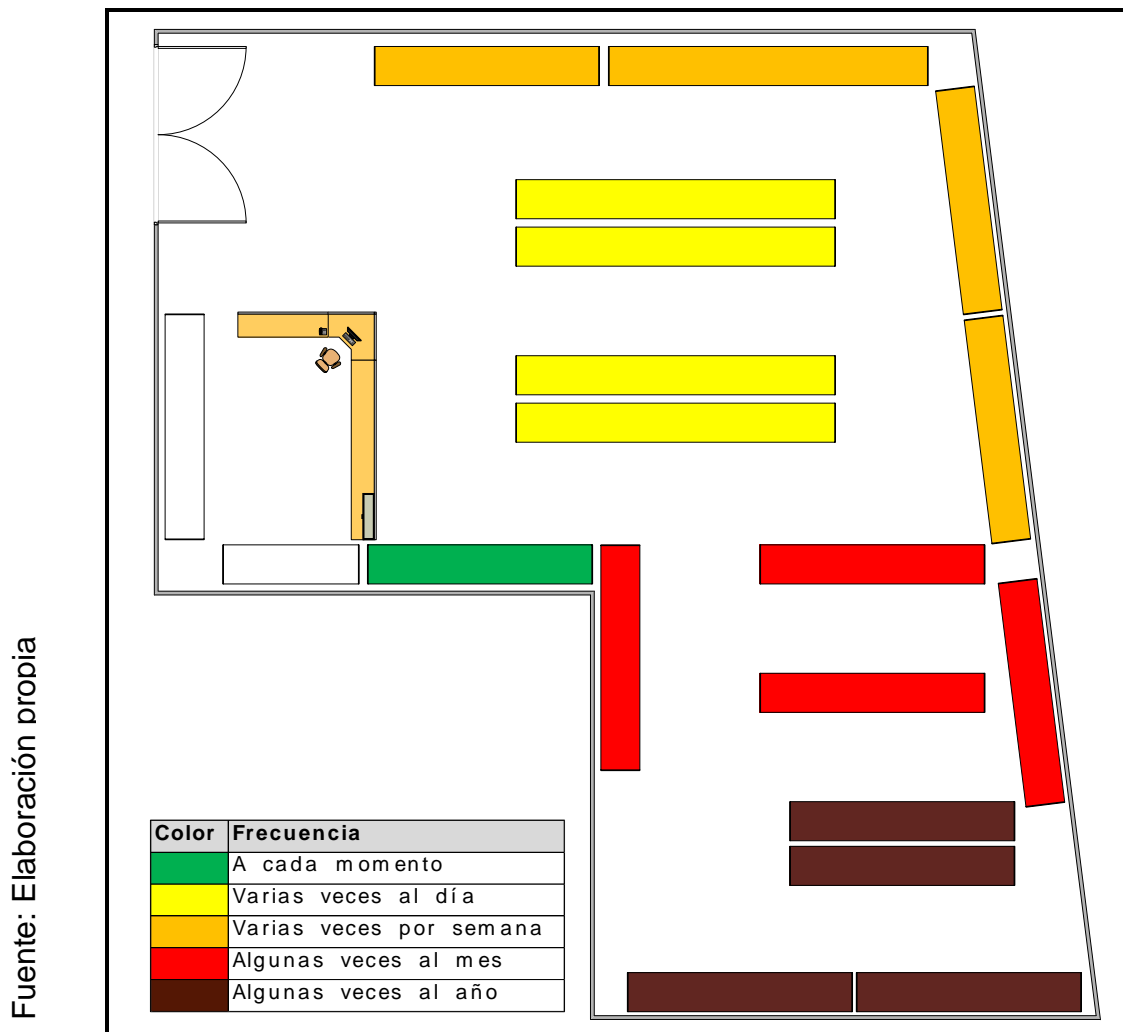 Color Frecuencia
A cada momento
Varias veces al día
Varias veces por semana
Algunas veces al mes
Algunas veces al año
Fuente: Elaboración propia